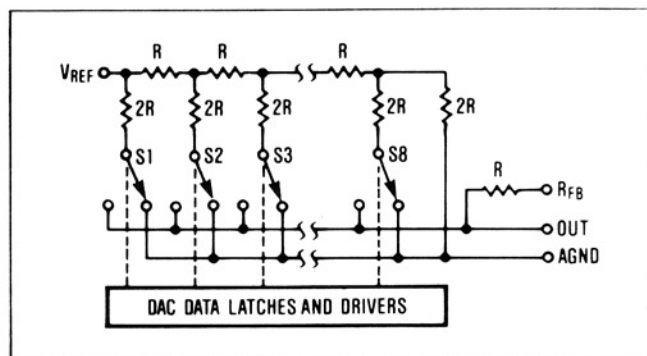 R R R
VREF
2R 2R 2R 2R 2R
S1 S2 S3 S8
R RFB
OUT
AGND
DAC DATA LATCHES AND DRIVERS